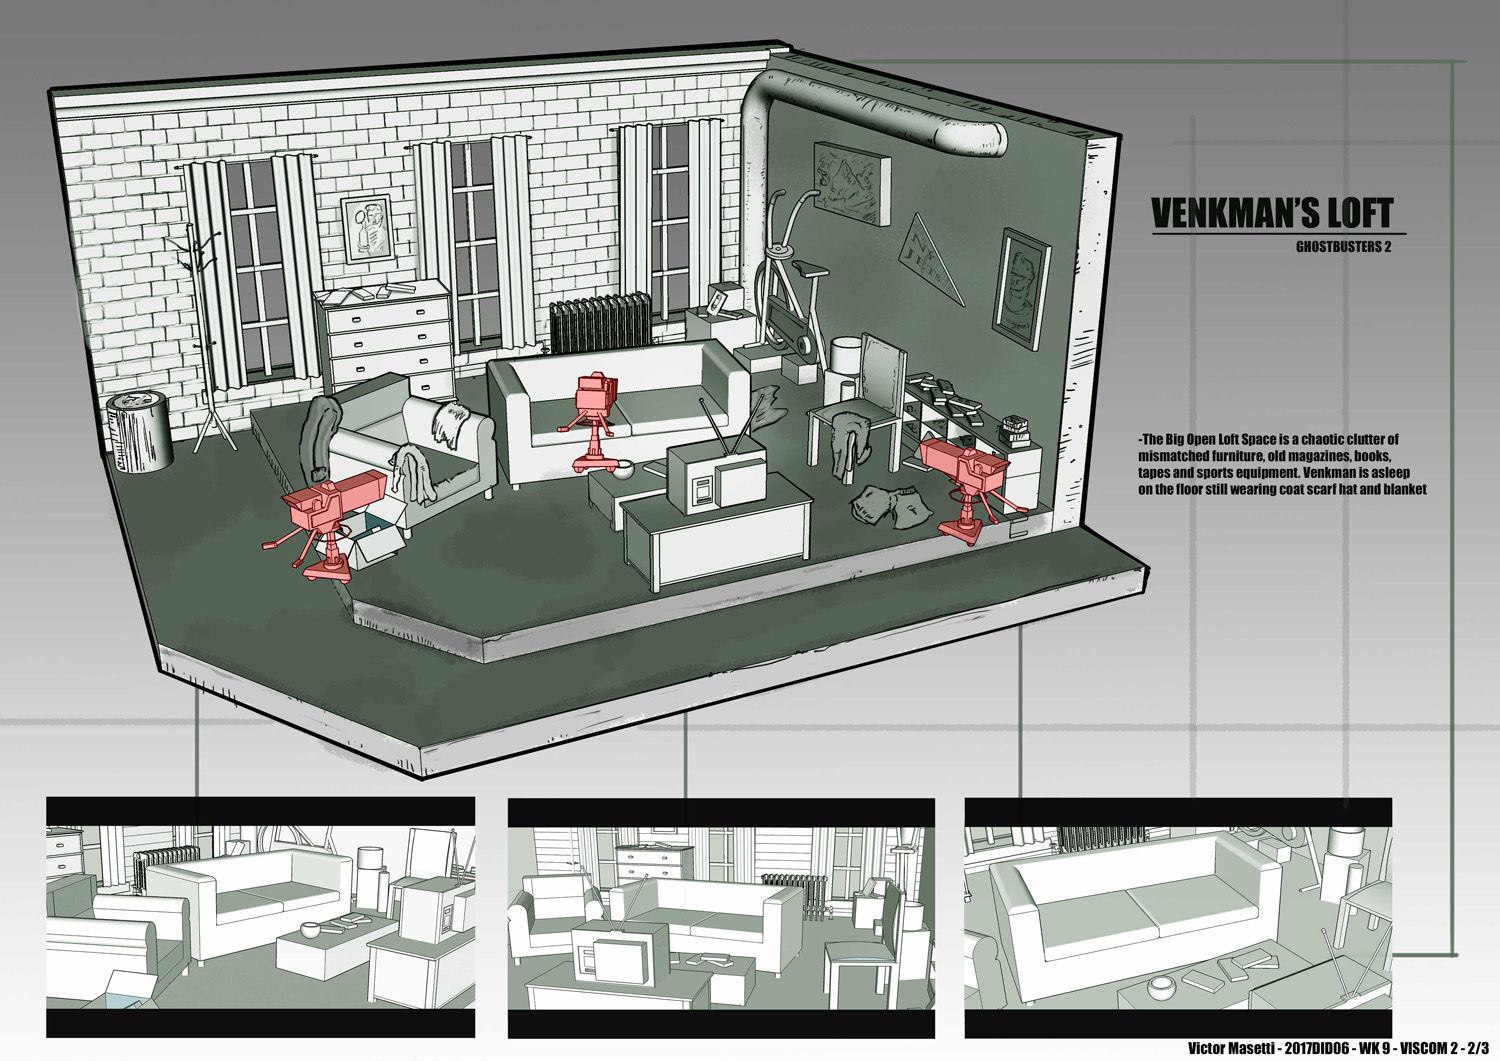 VENKMAN'S LOFT
GHOSTBUSTERS 2
N.Y
JETS
-The Big Open Loft Space is a chaotic clutter of
mismatched furniture, old magazines, books,
tapes and sports equipment. Venkman is asleep
on the floor still wearing coat scarf hat and blanket
Victor Masetti - 2017DID06 - WK 9 - VISCOM 2 - 2/3